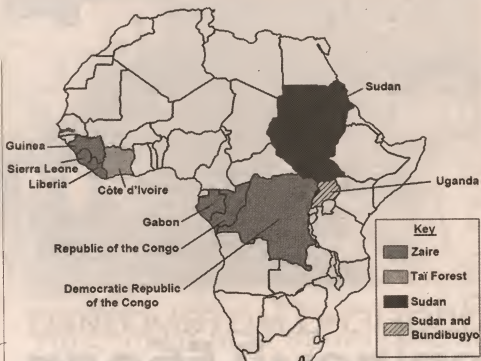 Sudan
Guinea
Sierra Leone
Liberia
Côte d'Ivoire
Uganda
Gabon
Republic of the Congo
Democratic Republic
of the Congo
Key
Zaire
Taï Forest
Sudan
Sudan and
Bundibugyo